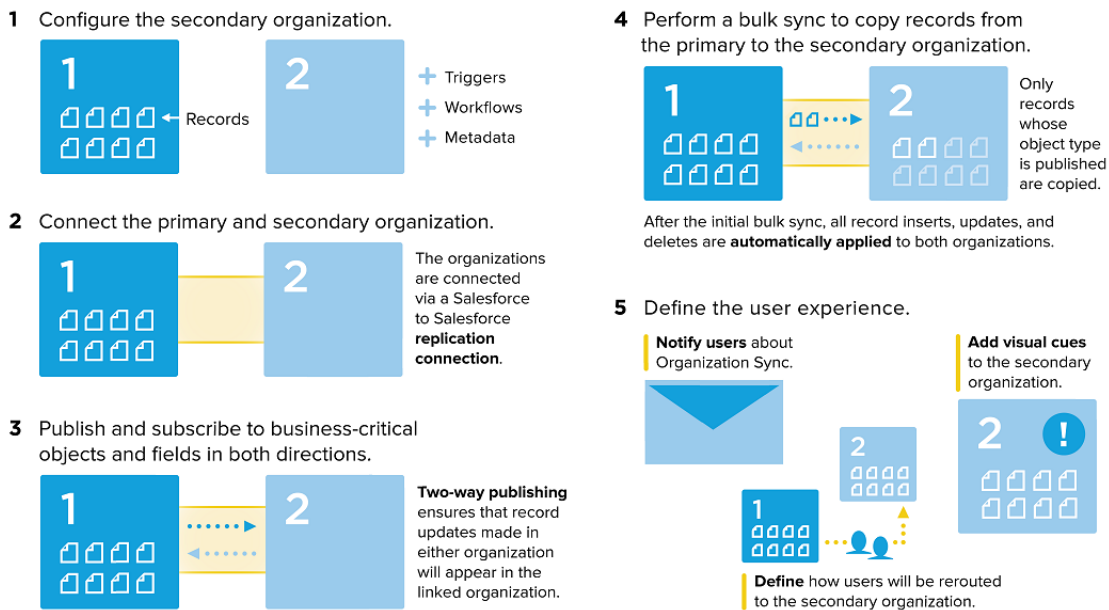 1 Configure the secondary organization.
1
2
Records
+ Triggers
+ Workflows
+ Metadata
2 Connect the primary and secondary organization.
1
2
The organizations
are connected
via a Salesforce
to Salesforce
replication
connection.
3 Publish and subscribe to business-critical
objects and fields in both directions.
1
2
Two-way publishing
ensures that record
updates made in
either organization
will appear in the
linked organization.
4 Perform a bulk sync to copy records from
the primary to the secondary organization.
1
2
Only
records
whose
object type
is published
are copied.
After the initial bulk sync, all record inserts, updates, and
deletes are automatically applied to both organizations.
5 Define the user experience.
Notify users about
Organization Sync.
Add visual cues
to the secondary
organization.
2 !
2
1
Define how users will be rerouted
to the secondary organization.